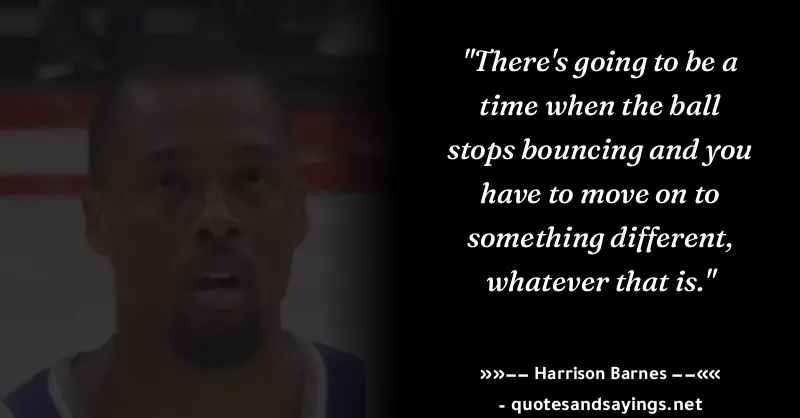 "There's going to be a
time when the ball
stops bouncing and you
have to move on to
something different,
whatever that is."
»»–– Harrison Barnes ––««
- quotesandsayings.net